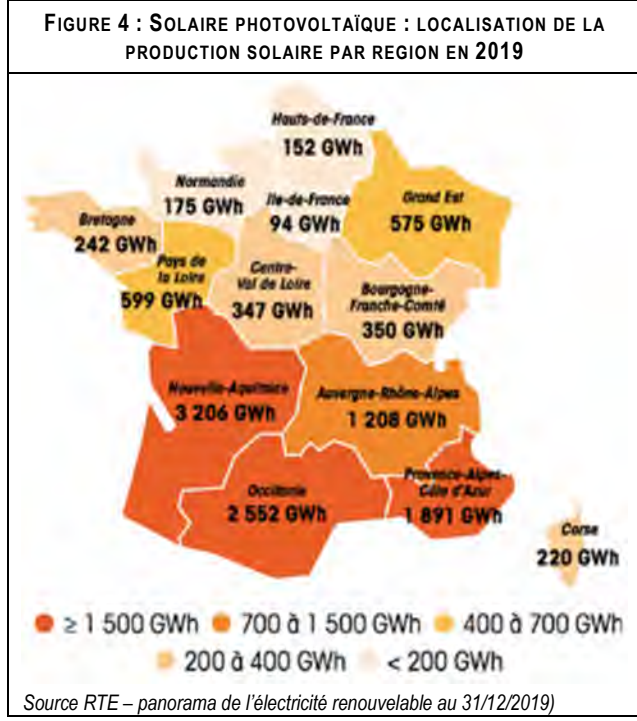 FIGURE 4 : SOLAIRE PHOTOVOLTAÏQUE : LOCALISATION DE LA
PRODUCTION SOLAIRE PAR REGION EN 2019
Hauts-de-France
152 GWh
Normandie
175 GWh
Ile-de-France
94 GWh
Grand Est
575 GWh
Bretagne
242 GWh
Pays de
la Loire
599 GWh
Centre-
Val de Loire
347 GWh
Bourgogne-
Franche-Comté
350 GWh
Nouvelle-Aquitaine
3 206 GWh
Auvergne-Rhône-Alpes
1 208 GWh
Occitanie
2 552 GWh
Provence-Alpes-
Côte d'Azur
1 891 GWh
Corse
220 GWh
≥ 1 500 GWh 700 à 1 500 GWh 400 à 700 GWh
200 à 400 GWh < 200 GWh
Source RTE – panorama de l'électricité renouvelable au 31/12/2019)